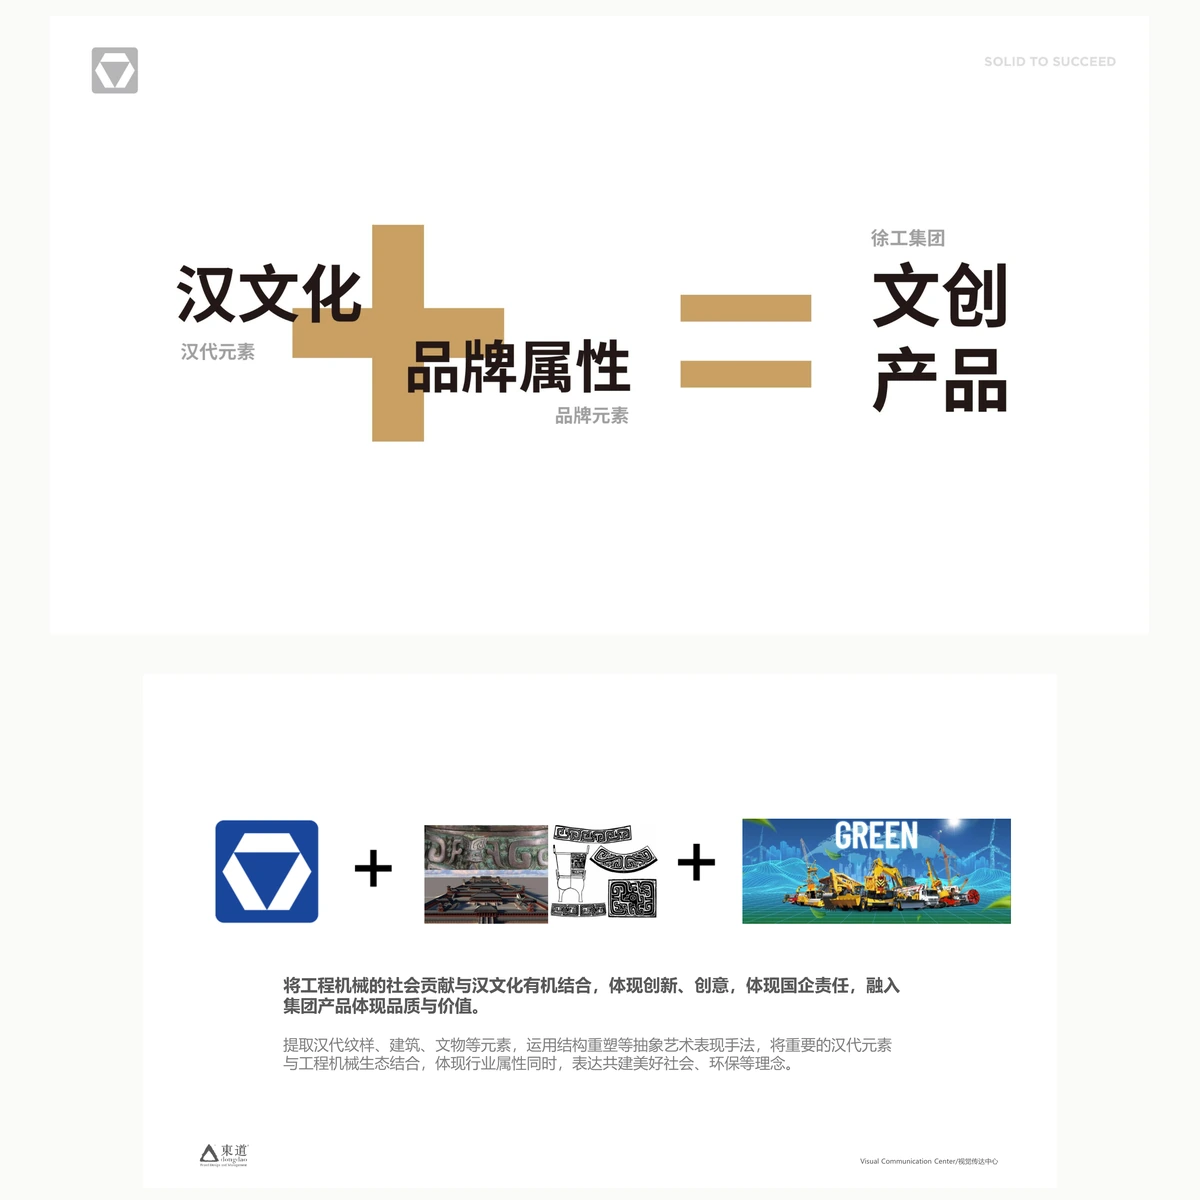 SOLID TO SUCCEED
汉文化
汉代元素
品牌属性
品牌元素
徐工集团
文创
产品
GREEN
将工程机械的社会贡献与汉文化有机结合，体现创新、创意，体现国企责任，融入
集团产品体现品质与价值。
提取汉代纹样、建筑、文物等元素，运用结构重塑等抽象艺术表现手法，将重要的汉代元素
与工程机械生态结合，体现行业属性同时，表达共建美好社会、环保等理念。
東道
dongdao
Visual Communication Center/视觉传达中心